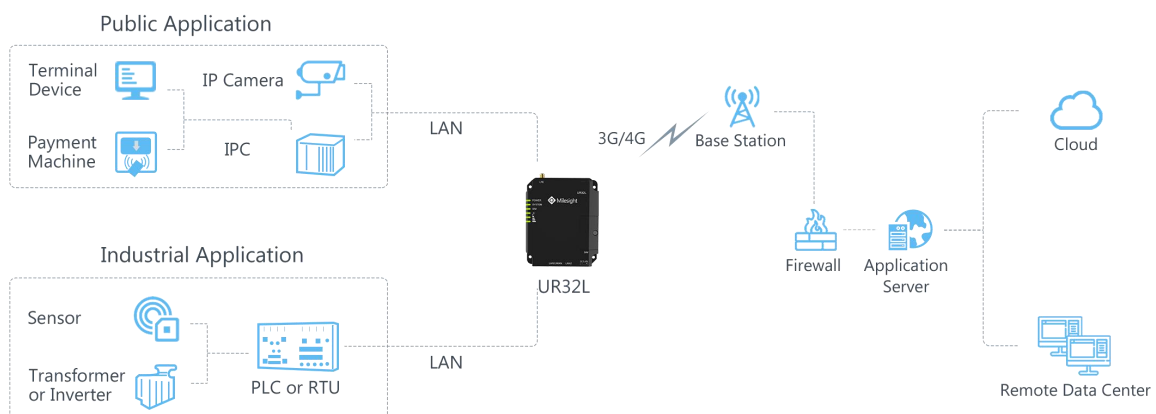 Public Application
Terminal
Device
IP Camera
Payment
Machine
IPC
LAN
3G/4G
Base Station
Cloud
Milesight
UR32L
Firewall
Application
Server
Industrial Application
Sensor
Transformer
or Inverter
PLC or RTU
LAN
Remote Data Center